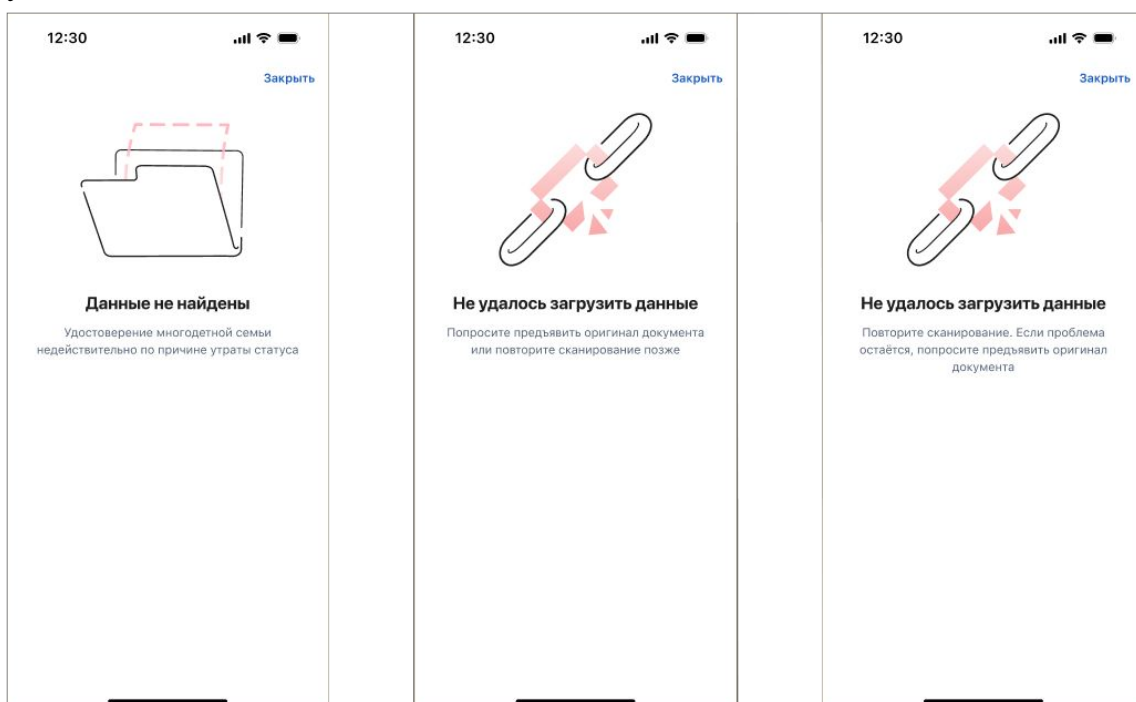 12:30
Закрыть
Данные не найдены
Удостоверение многодетной семьи
недействительно по причине утраты статуса
12:30
Закрыть
Не удалось загрузить данные
Попросите предъявить оригинал документа
или повторите сканирование позже
12:30
Закрыть
Не удалось загрузить данные
Повторите сканирование. Если проблема
остаётся, попросите предъявить оригинал
документа